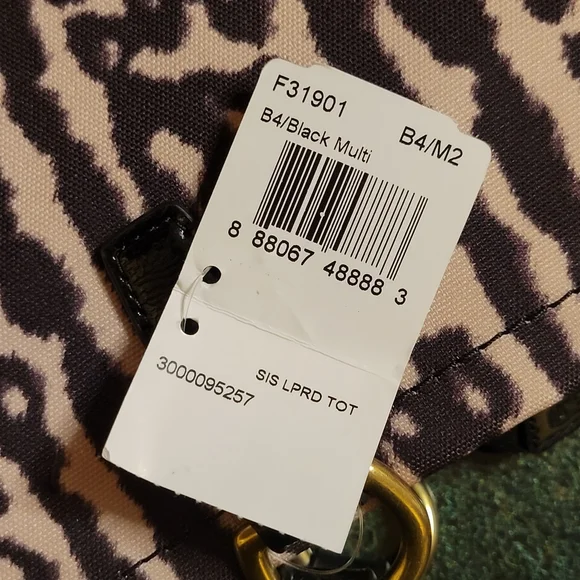 F31901
B4/Black Multi B4/M2
8 88067 48888 3
SIS LPRD TOT
3000095257